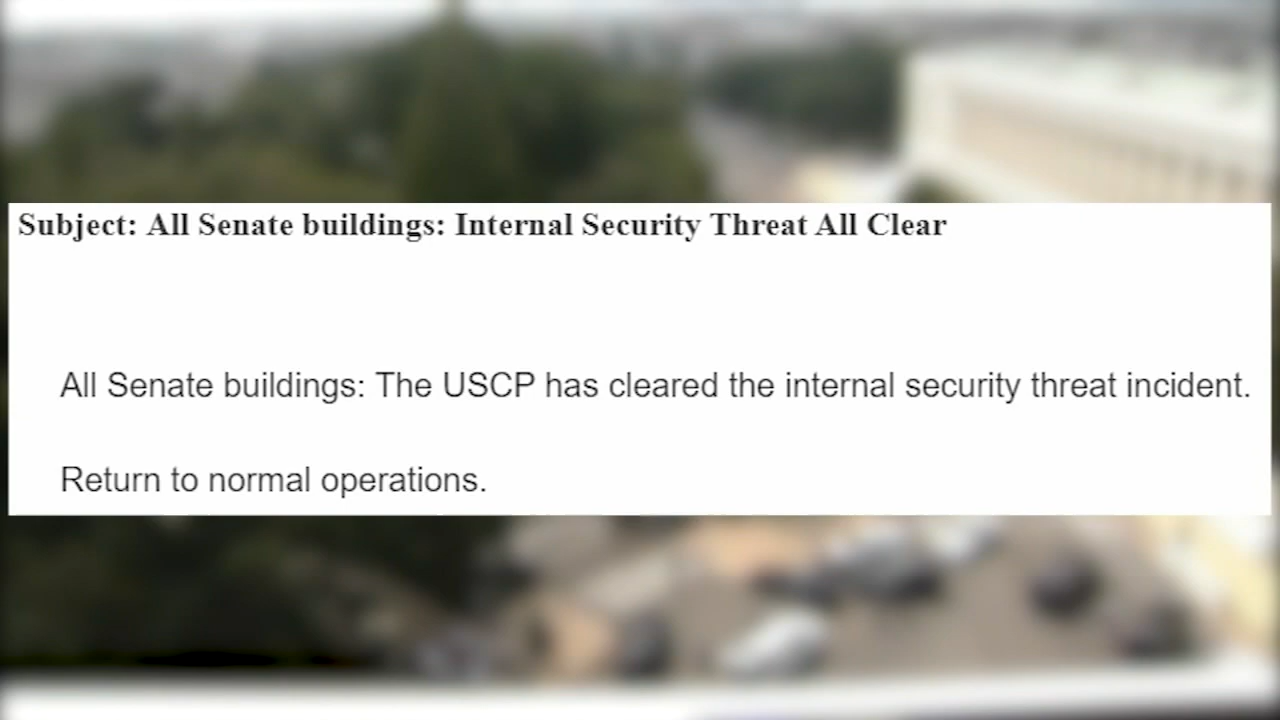 Subject: All Senate buildings: Internal Security Threat All Clear
All Senate buildings: The USCP has cleared the internal security threat incident.
Return to normal operations.